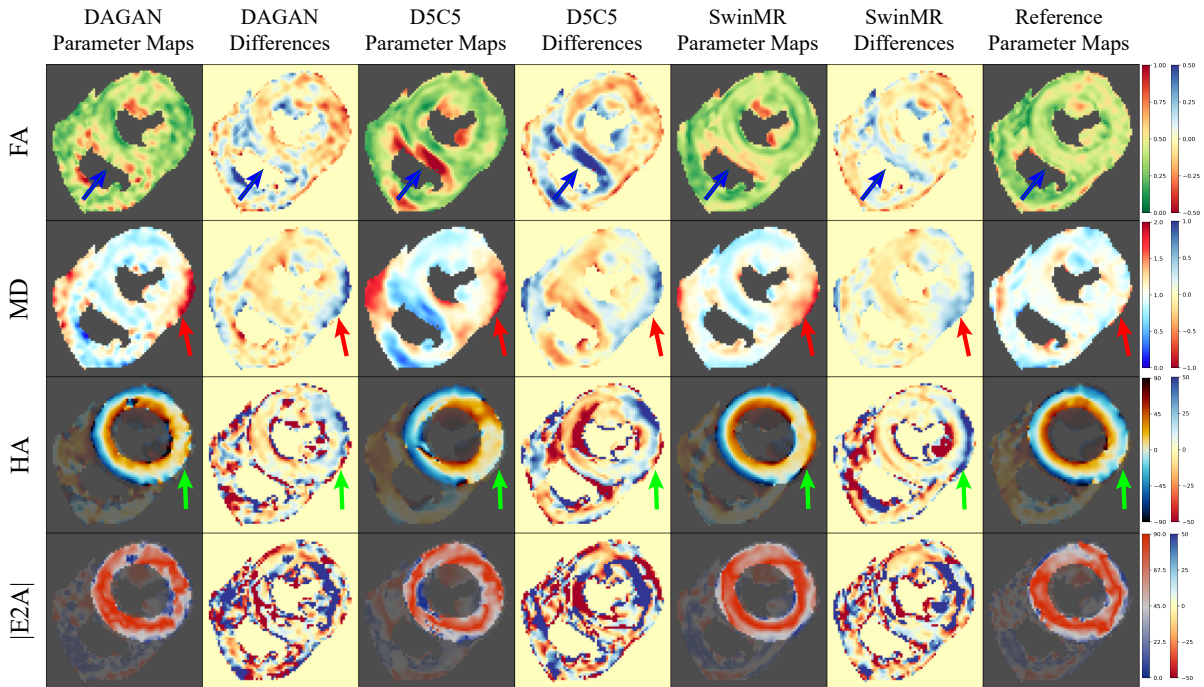 DAGAN
Parameter Maps
DAGAN
Differences
D5C5
Parameter Maps
D5C5
Differences
SwinMR
Parameter Maps
SwinMR
Differences
Reference
Parameter Maps
FA
1.00
0.75
0.50
0.25
0.00
0.50
0.25
0.00
−0.25
−0.50
MD
2.0
1.5
1.0
0.5
0.0
1.0
0.5
0.0
−0.5
−1.0
HA
90
45
0
−45
−90
50
25
0
−25
−50
|E2A|
90.0
67.5
45.0
22.5
0.0
50
25
0
−25
−50